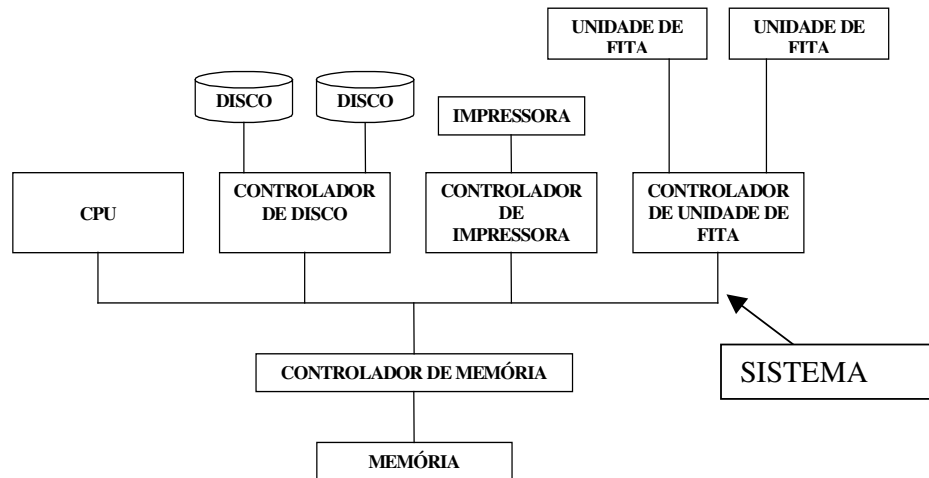 UNIDADE DE
FITA
UNIDADE DE
FITA
DISCO
DISCO
IMPRESSORA
CPU
CONTROLADOR
DE DISCO
CONTROLADOR
DE
IMPRESSORA
CONTROLADOR
DE UNIDADE DE
FITA
CONTROLADOR DE MEMÓRIA
SISTEMA
MEMÓRIA